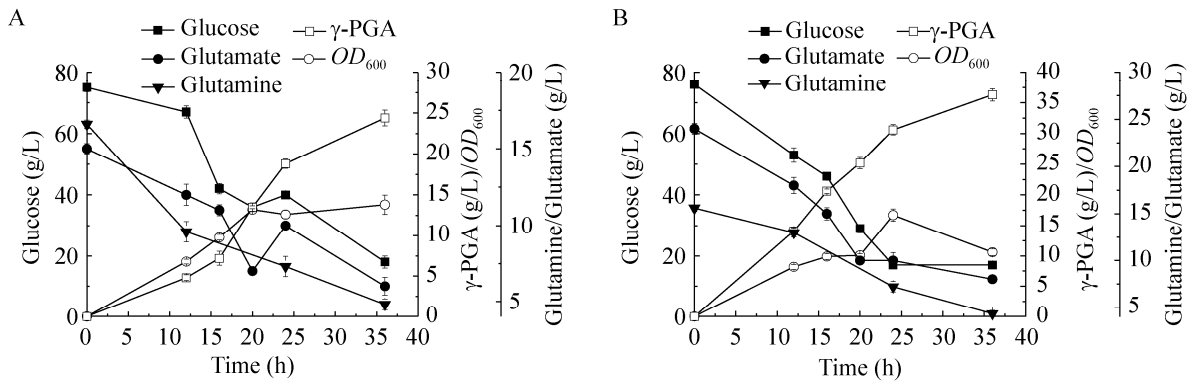 A
Glucose
γ-PGA
Glutamate
OD600
Glutamine
80
60
40
20
0
Glucose (g/L)
0 5 10 15 20 25 30 35 40
Time (h)
30
25
20
15
10
5
0
γ-PGA (g/L)/OD600
20
15
10
5
Glutamine/Glutamate (g/L)
B
Glucose
γ-PGA
Glutamate
OD600
Glutamine
80
60
40
20
0
Glucose (g/L)
0 5 10 15 20 25 30 35 40
Time (h)
40
35
30
25
20
15
10
5
0
γ-PGA (g/L)/OD600
30
25
20
15
10
5
Glutamine/Glutamate (g/L)